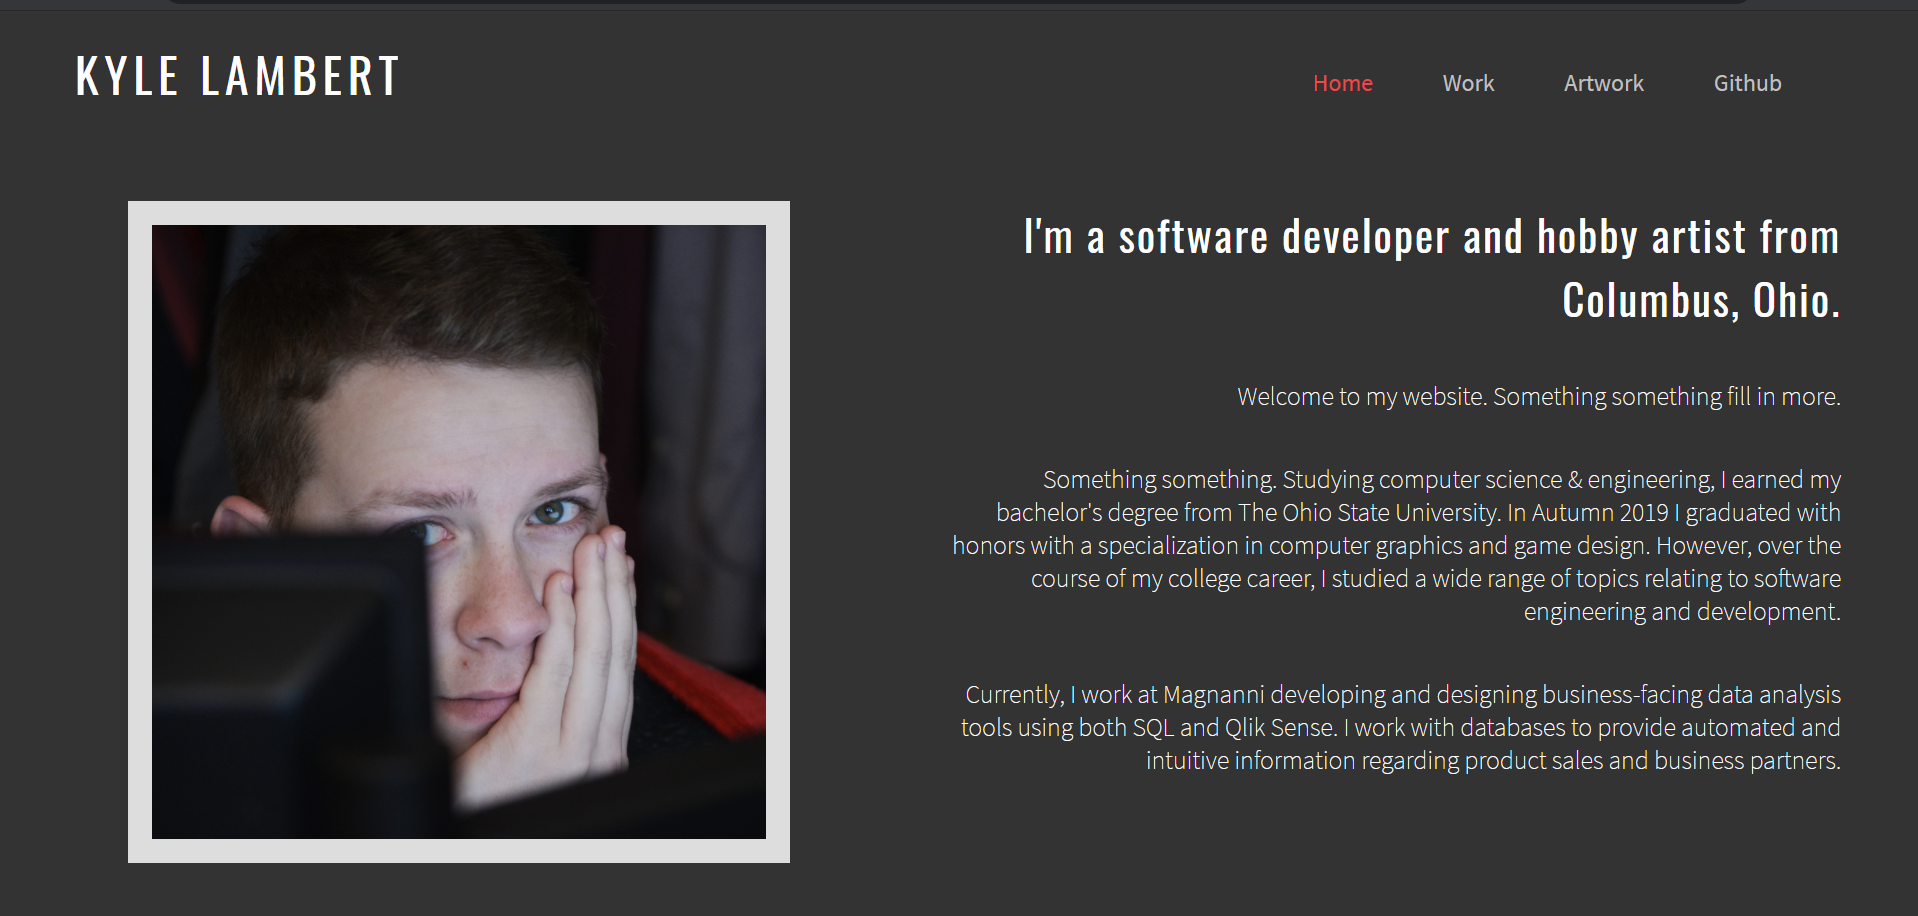 KYLE LAMBERT
Home Work Artwork Github
I'm a software developer and hobby artist from
Columbus, Ohio.
Welcome to my website. Something something fill in more.
Something something. Studying computer science & engineering, I earned my
bachelor's degree from The Ohio State University. In Autumn 2019 I graduated with
honors with a specialization in computer graphics and game design. However, over the
course of my college career, I studied a wide range of topics relating to software
engineering and development.
Currently, I work at Magnanni developing and designing business-facing data analysis
tools using both SQL and Qlik Sense. I work with databases to provide automated and
intuitive information regarding product sales and business partners.